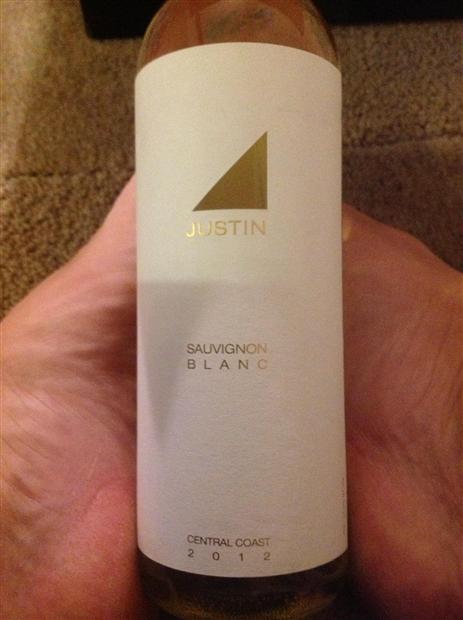 JUSTIN
SAUVIGNON
BLANC
CENTRAL COAST
2012